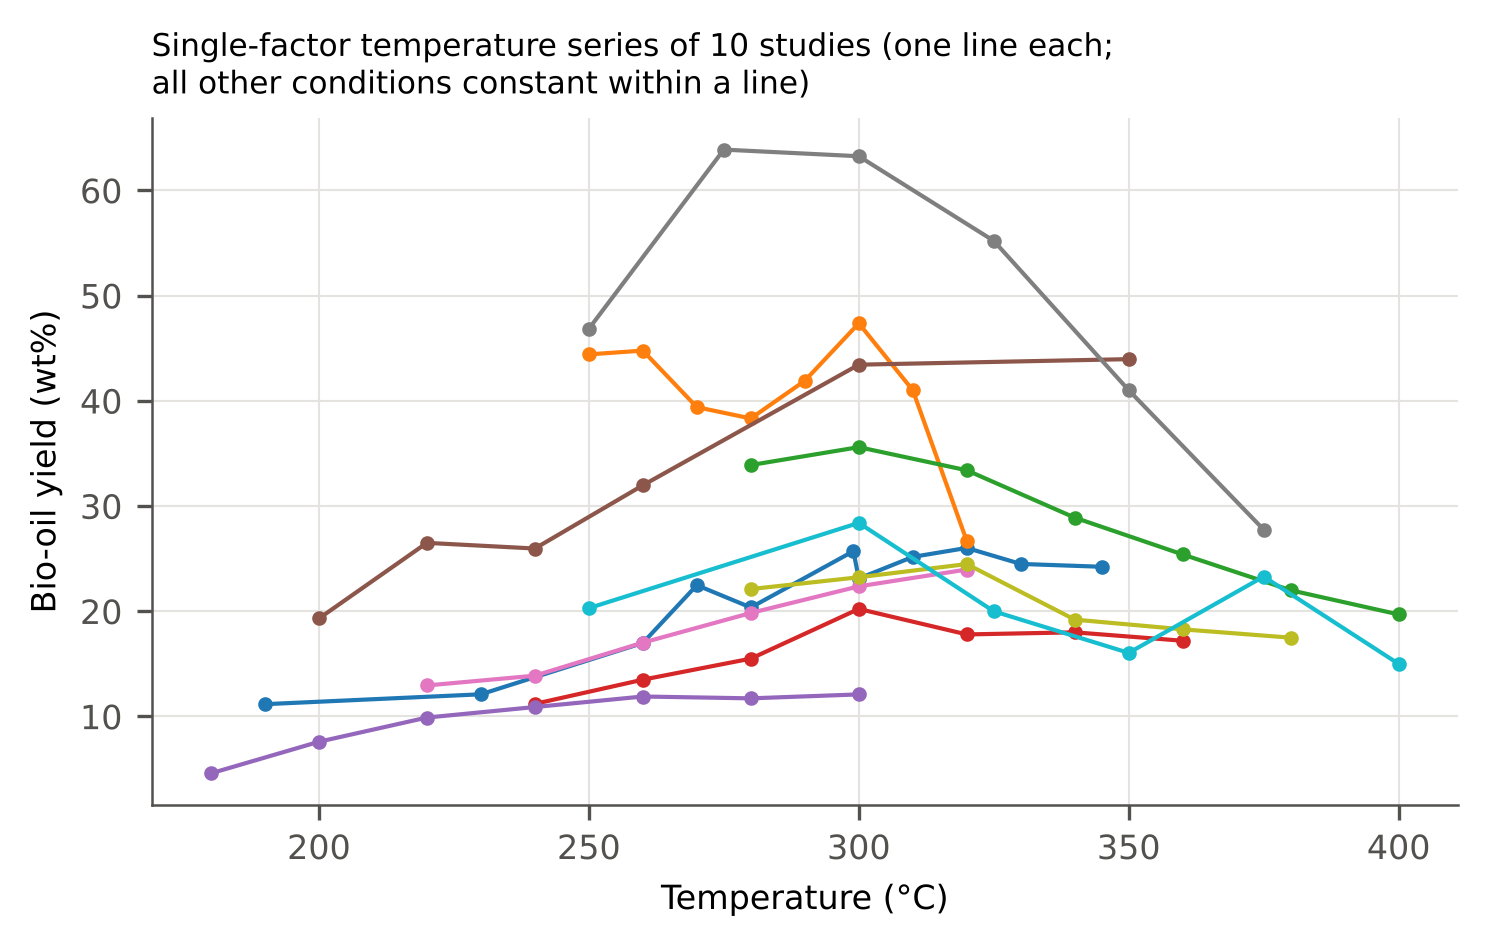 Single-factor temperature series of 10 studies (one line each;
all other conditions constant within a line)
60
50
40
30
20
10
Bio-oil yield (wt%)
200 250 300 350 400
Temperature (°C)